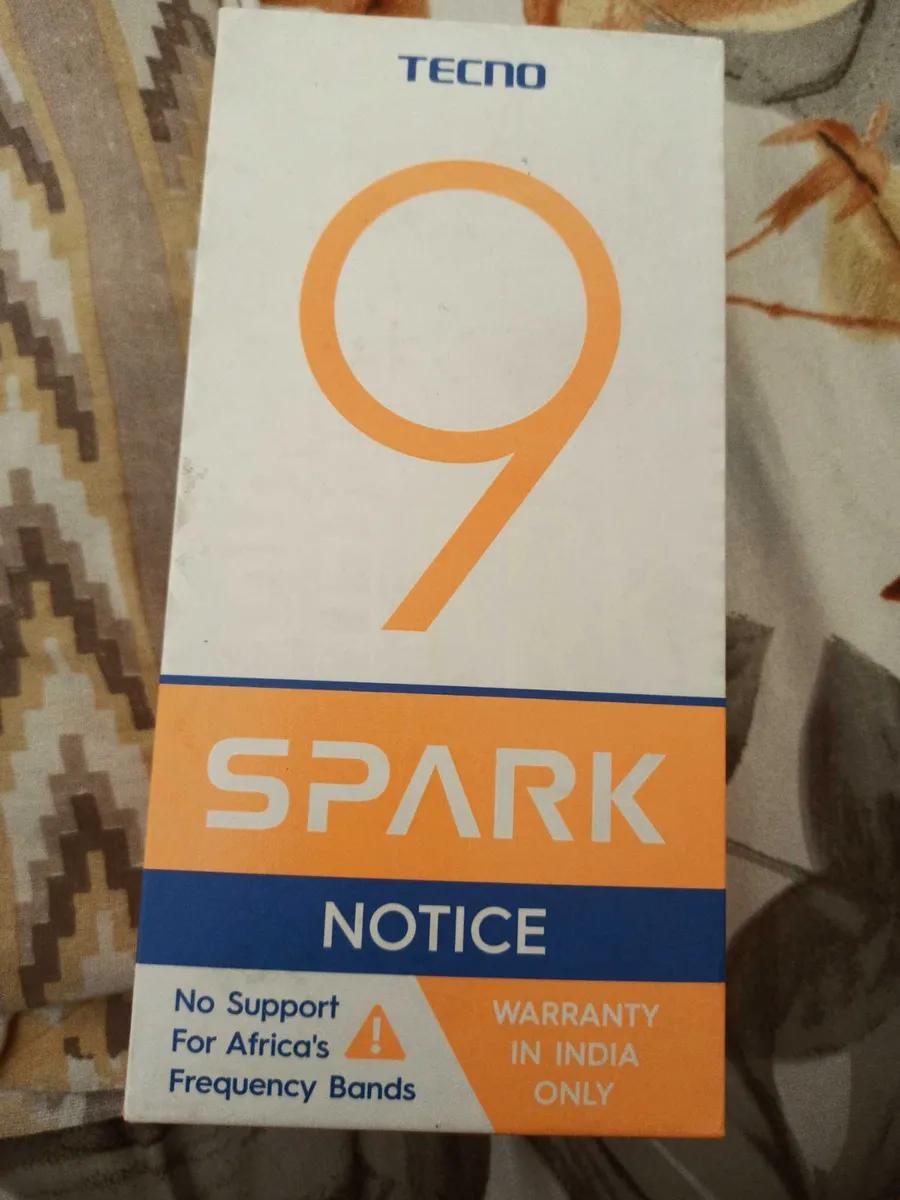 TECNO
9
SPARK
NOTICE
No Support
For Africa's
Frequency Bands
!
WARRANTY
IN INDIA
ONLY